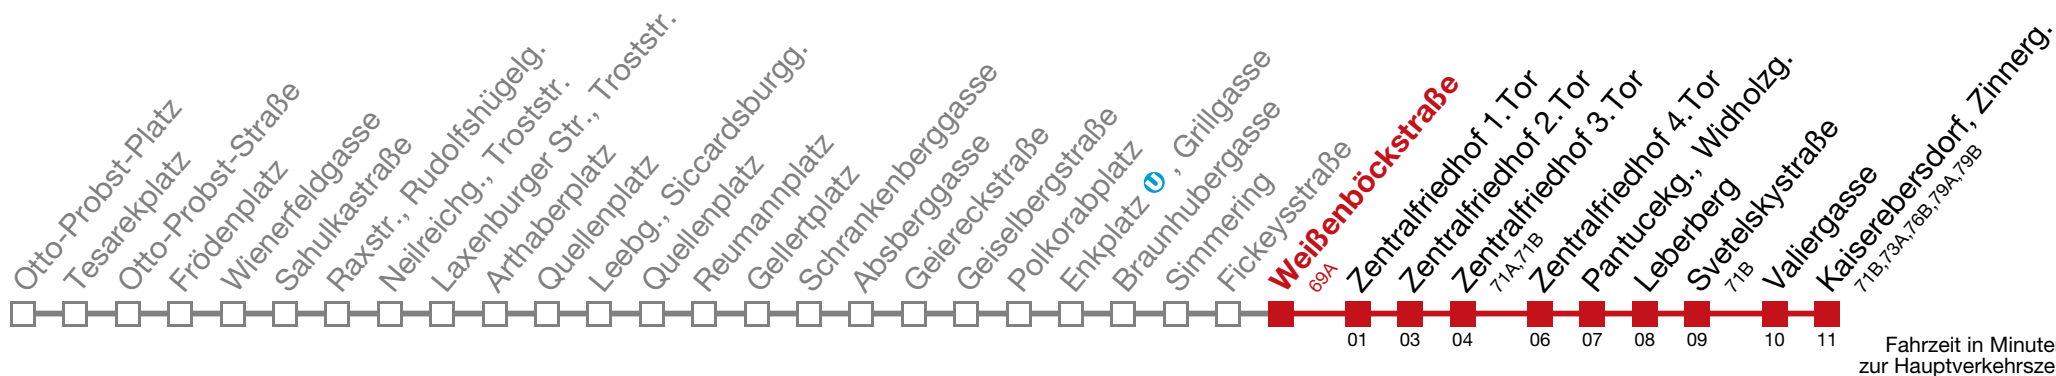 Otto-Probst-Platz
Tesarekplatz
Otto-Probst-Straße
Frödenplatz
Wienerfeldgasse
Sahulkastraße
Raxstr., Rudolfshügelg.
Neilreichg., Troststr.
Laxenburger Str., Troststr.
Arthaberplatz
Quellenplatz
Leebg., Siccardsburgg.
Quellenplatz
Reumannplatz
Gellertplatz
Schrankenberggasse
Absberggasse
Geiereckstraße
Geiselbergstraße
Polkorabplatz
Enkplatz U, Grillgasse
Braunhubergasse
Simmering
Fickeysstraße
Weißenböckstraße
69A
Zentralfriedhof 1.Tor
Zentralfriedhof 2.Tor
Zentralfriedhof 3.Tor
71A,71B
Zentralfriedhof 4.Tor
Pantucekg., Widholzg.
Leberberg
Svetelskystraße
71B
Valiergasse
Kaiserebersdorf, Zinnerg.
71B,73A,76B,79A,79B
01 03 04 06 07 08 09 10 11
Fahrzeit in Minute
zur Hauptverkehrsze